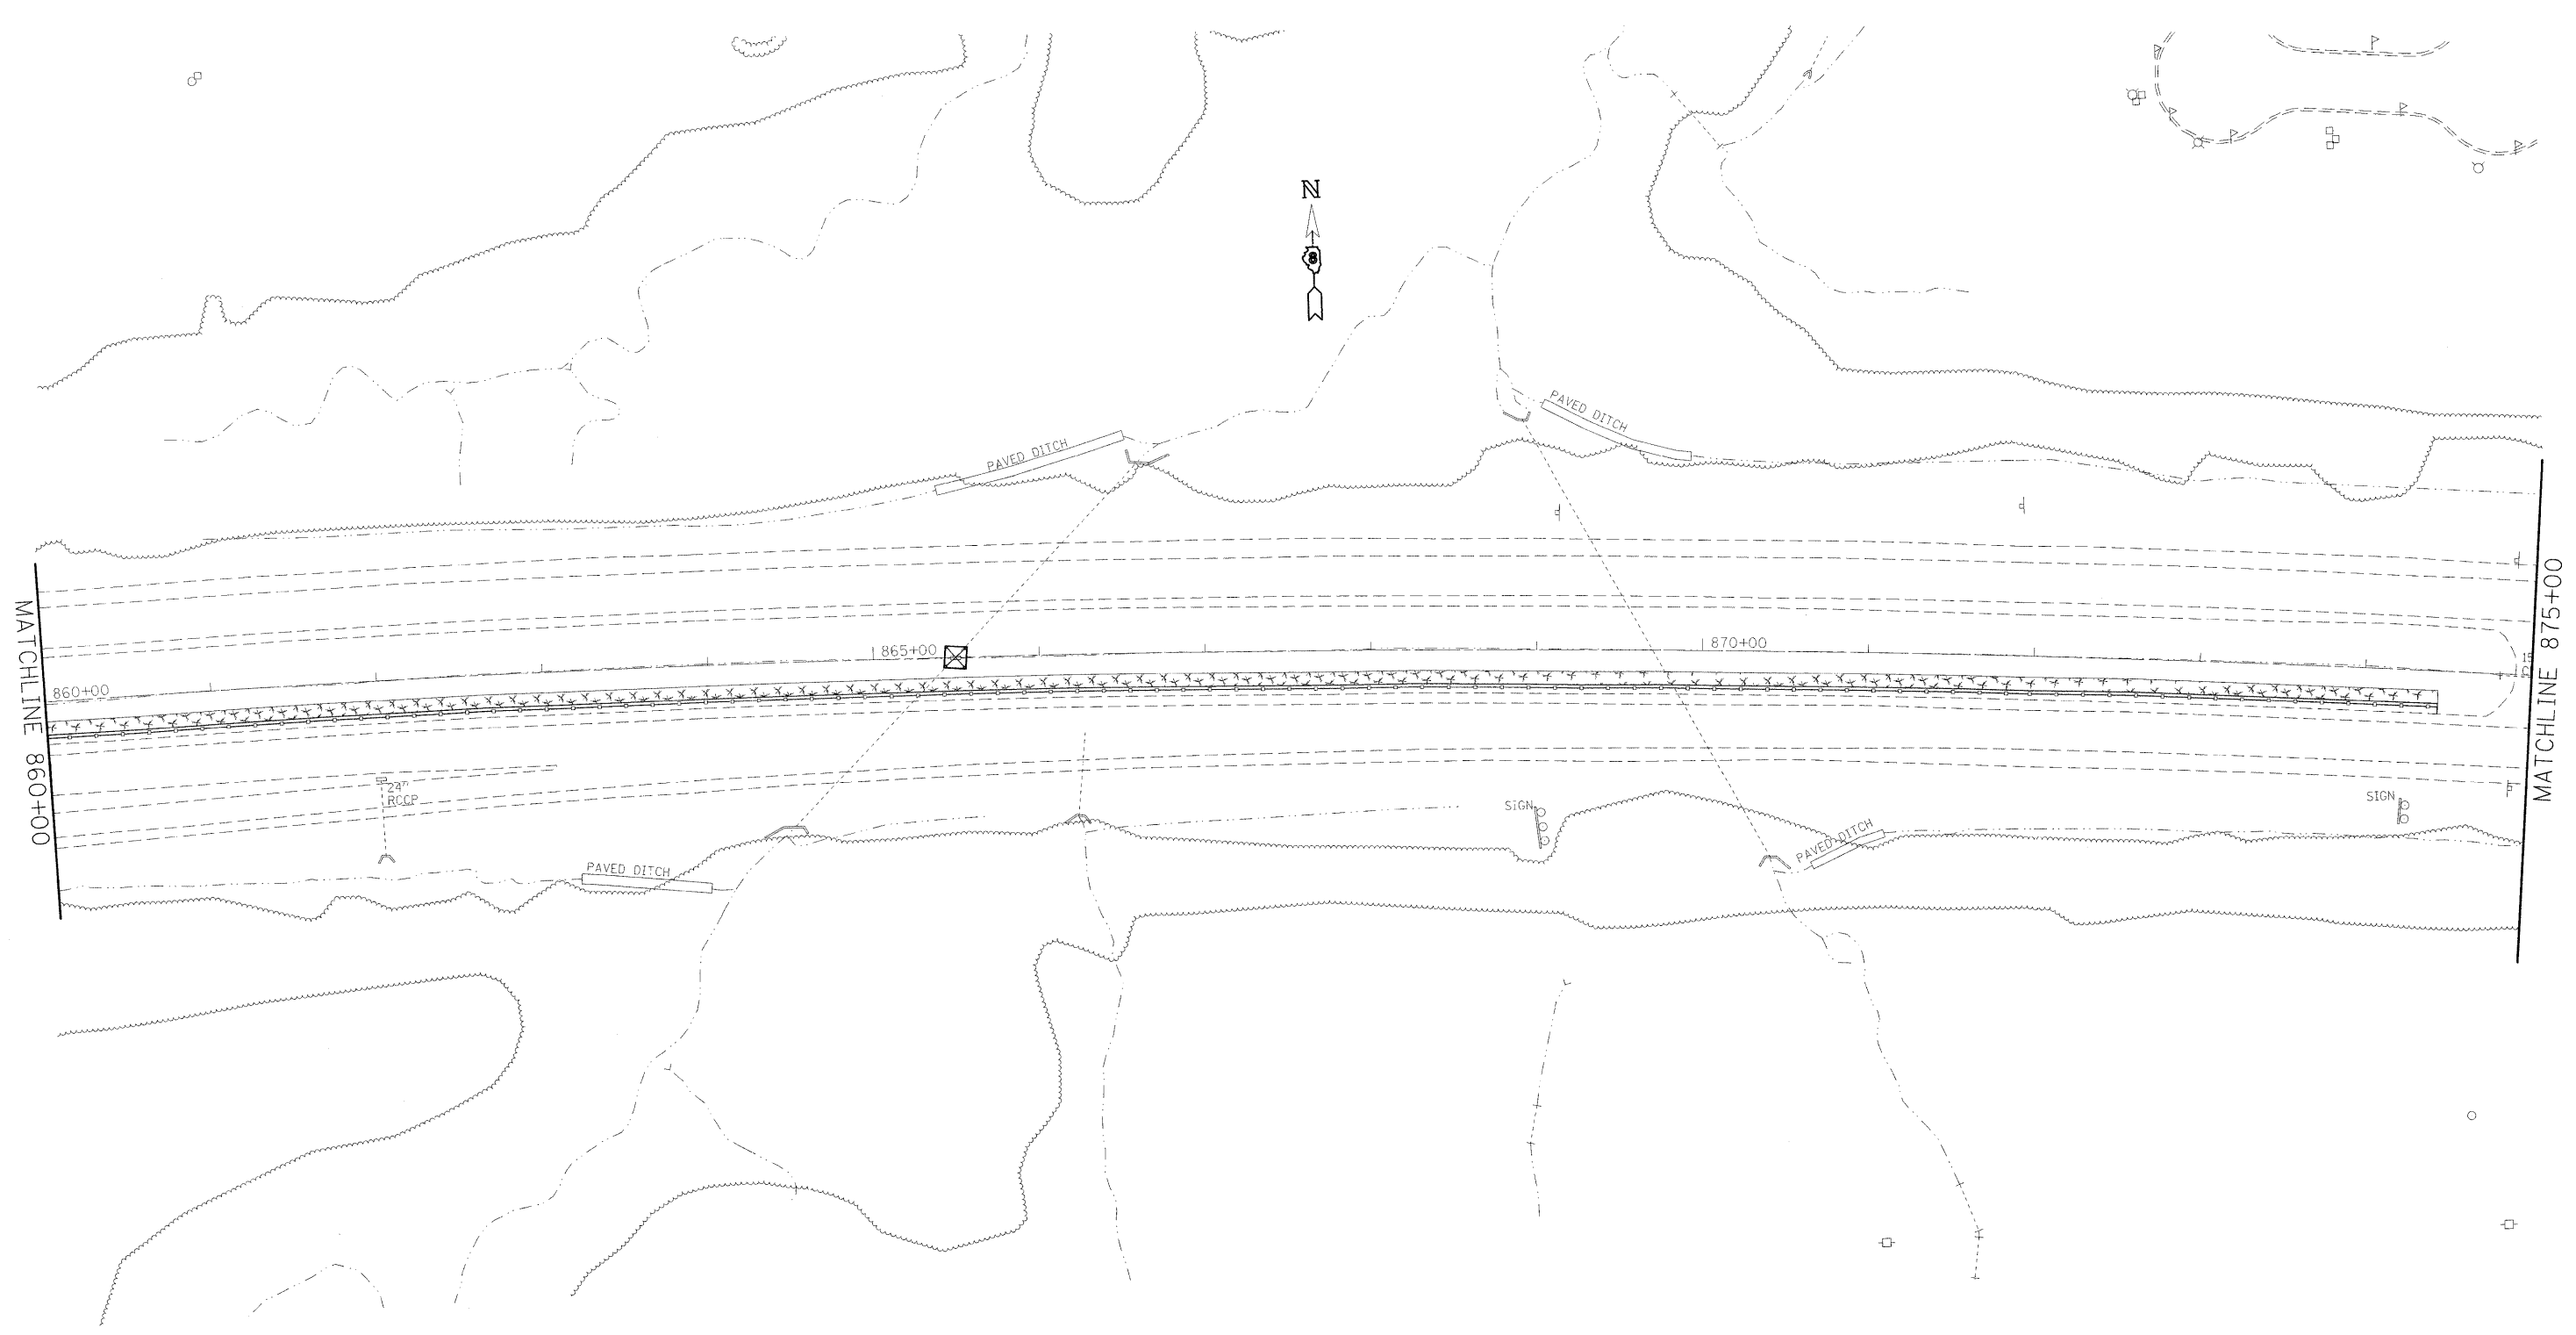 N
8
PAVED DITCH
PAVED DITCH
MATCHLINE 860+00
860+00
865+00
870+00
15
MATCHLINE 875+00
24"
RCCP
SIGN
SIGN
PAVED DITCH
PAVED DITCH